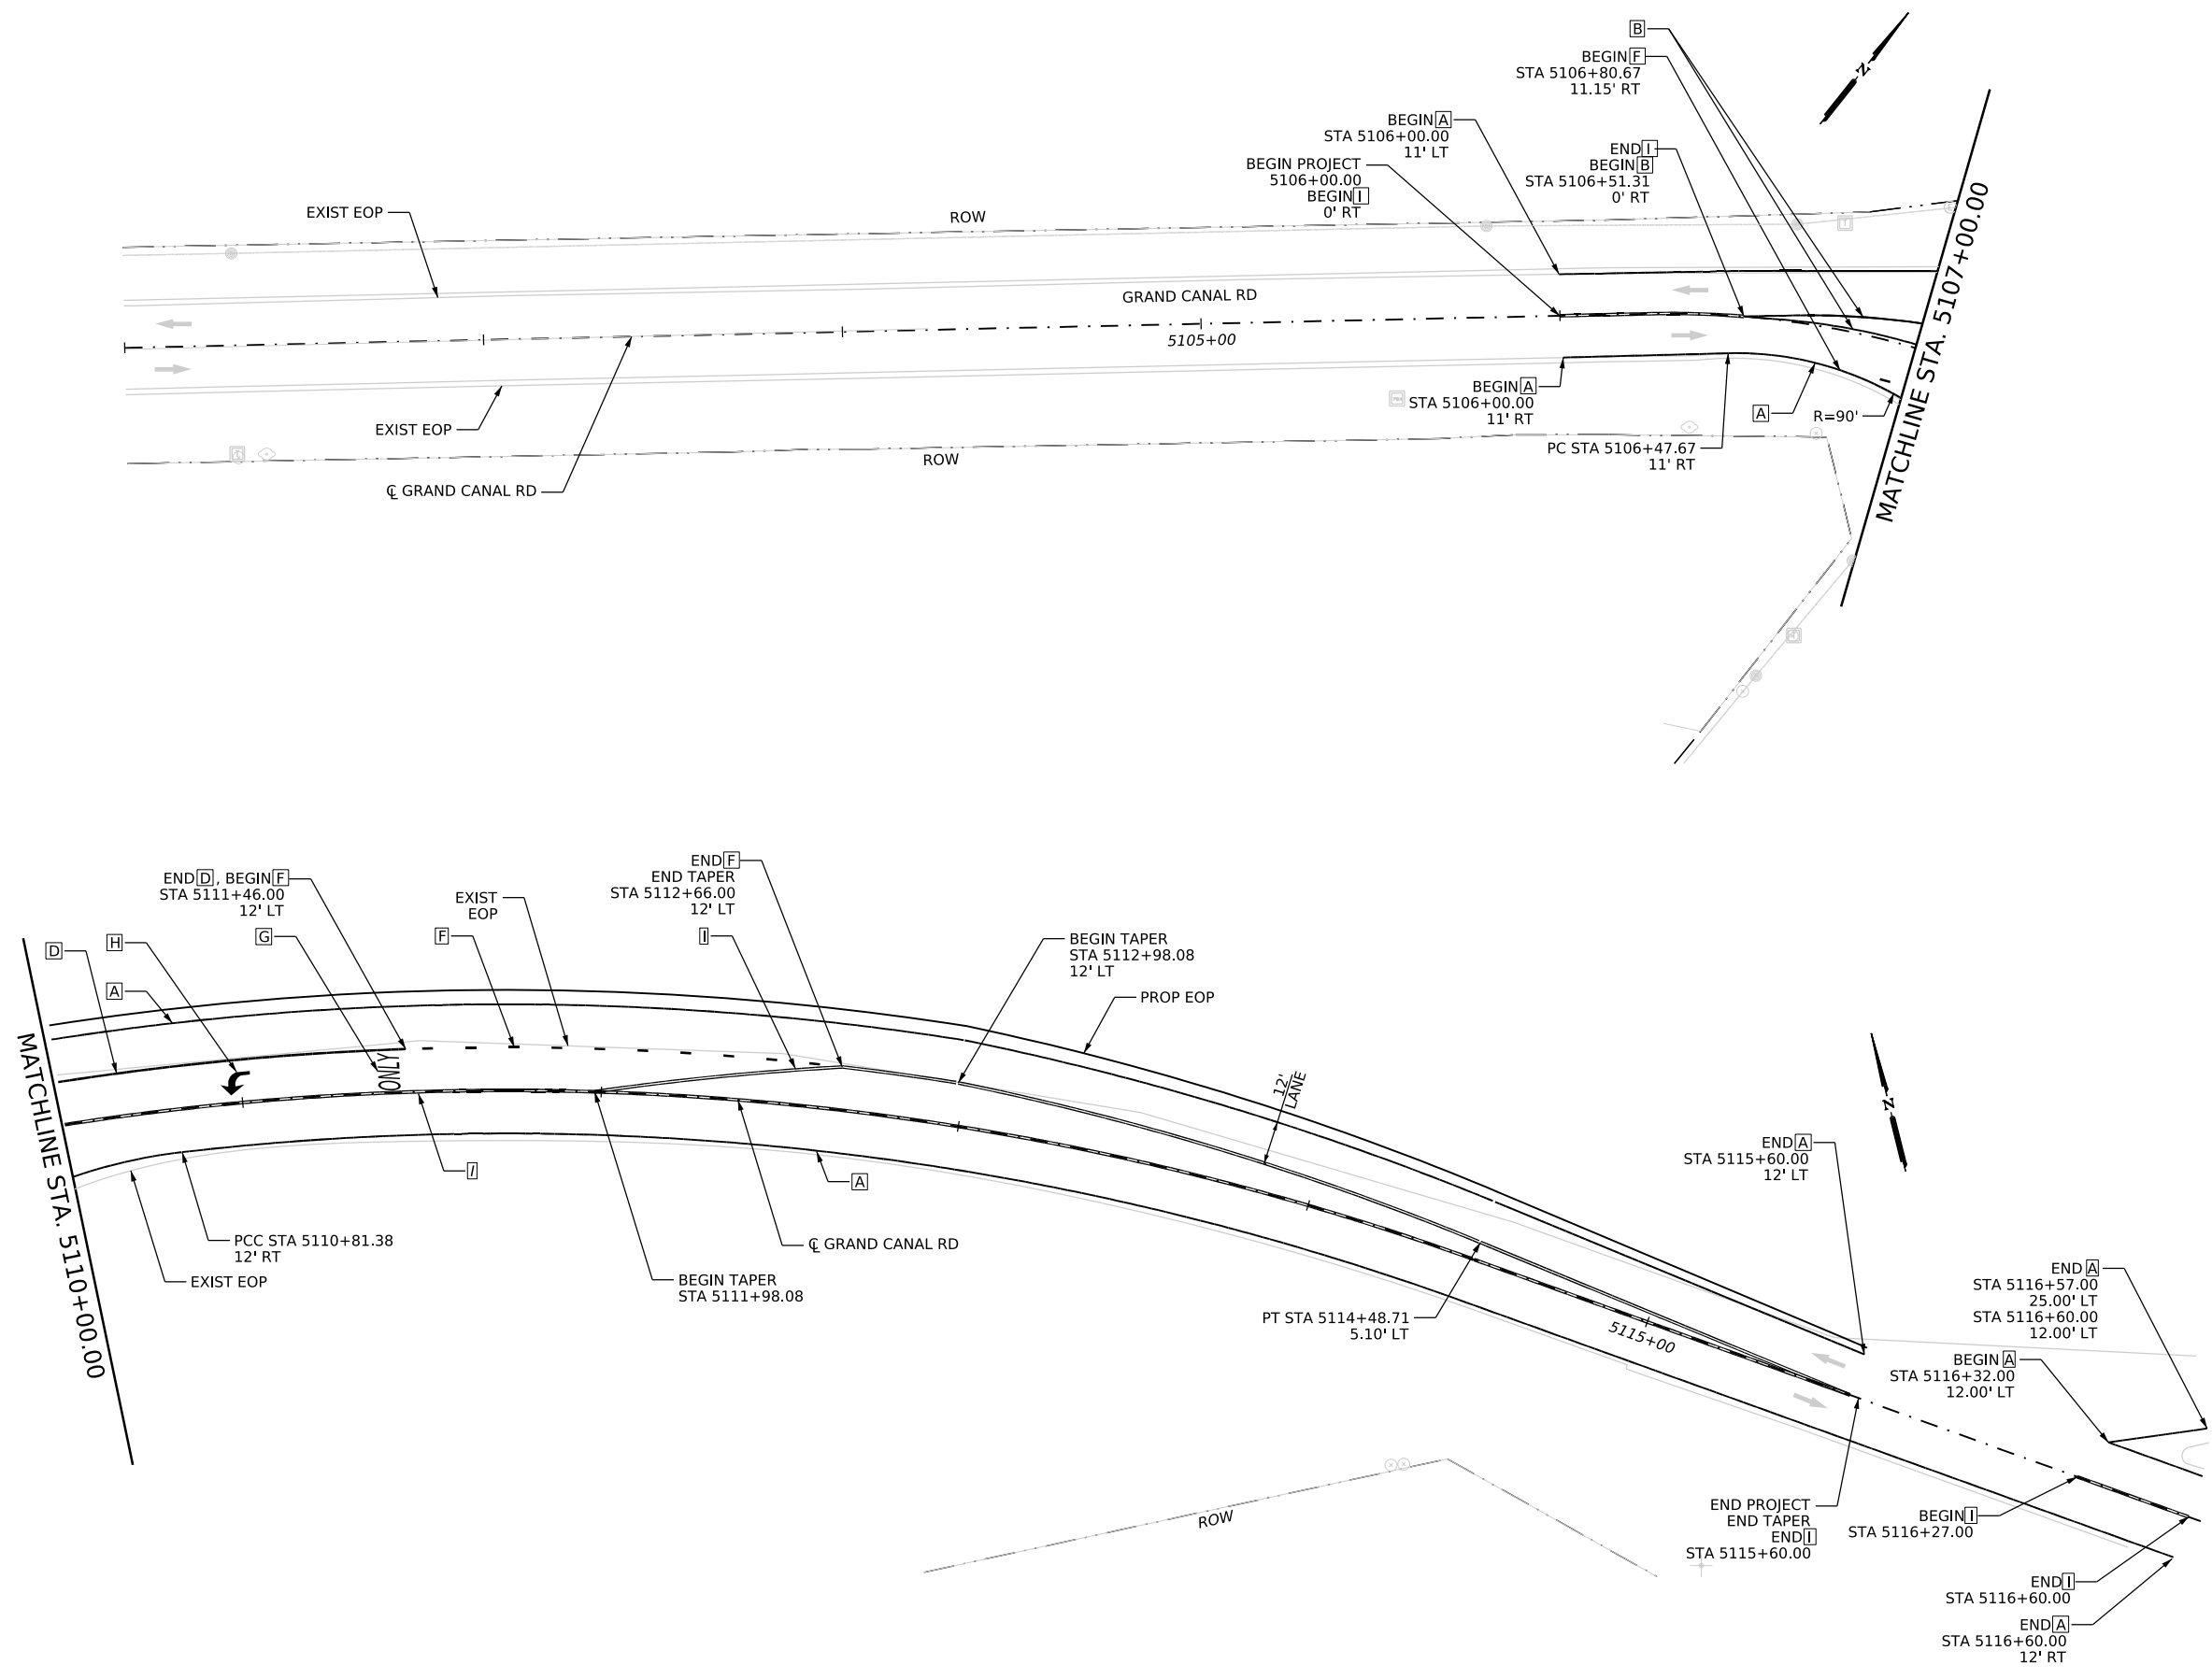 B
BEGIN F
STA 5106+80.67
11.15' RT
N
BEGIN A
STA 5106+00.00
11' LT
BEGIN PROJECT
5106+00.00
BEGIN I
0' RT
END I
BEGIN B
STA 5106+51.31
0' RT
EXIST EOP
ROW
GRAND CANAL RD
5105+00
MATCHLINE STA. 5107+00.00
BEGIN A
STA 5106+00.00
11' RT
A
R=90'
EXIST EOP
PC STA 5106+47.67
11' RT
ROW
℄ GRAND CANAL RD
END D, BEGIN F
STA 5111+46.00
12' LT
EXIST
EOP
END F
END TAPER
STA 5112+66.00
12' LT
D
H
G
F
I
BEGIN TAPER
STA 5112+98.08
12' LT
A
PROP EOP
ONLY
12'
LANE
N
MATCHLINE STA. 5110+00.00
I
A
END A
STA 5115+60.00
12' LT
PCC STA 5110+81.38
12' RT
EXIST EOP
℄ GRAND CANAL RD
BEGIN TAPER
STA 5111+98.08
PT STA 5114+48.71
5.10' LT
5115+00
END A
STA 5116+57.00
25.00' LT
STA 5116+60.00
12.00' LT
BEGIN A
STA 5116+32.00
12.00' LT
ROW
END PROJECT
END TAPER
END I
STA 5115+60.00
BEGIN I
STA 5116+27.00
END I
STA 5116+60.00
END A
STA 5116+60.00
12' RT